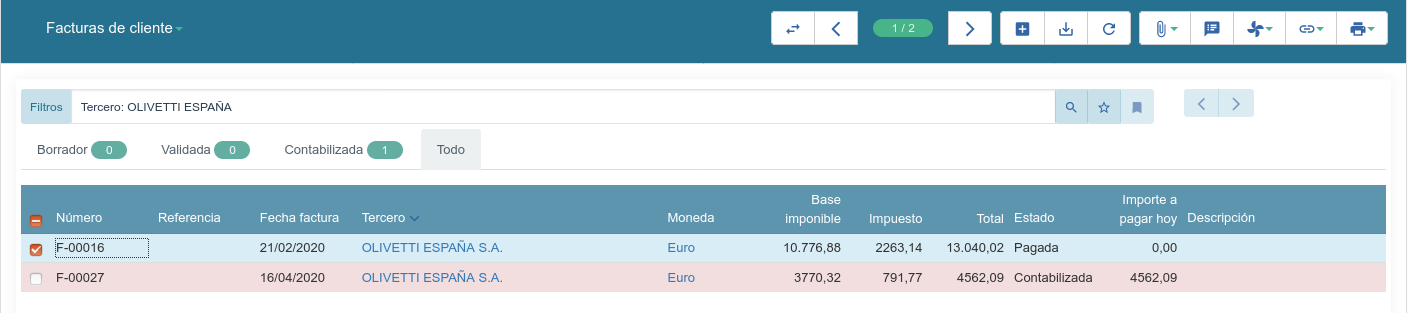 Facturas de cliente
1 / 2
Filtros Tercero: OLIVETTI ESPAÑA
Borrador 0 Validada 0 Contabilizada 1 Todo
Número Referencia Fecha factura Tercero Moneda Base imponible Impuesto Total Estado Importe a pagar hoy Descripción
F-00016 21/02/2020 OLIVETTI ESPAÑA S.A. Euro 10.776,88 2263,14 13.040,02 Pagada 0,00
F-00027 16/04/2020 OLIVETTI ESPAÑA S.A. Euro 3770,32 791,77 4562,09 Contabilizada 4562,09